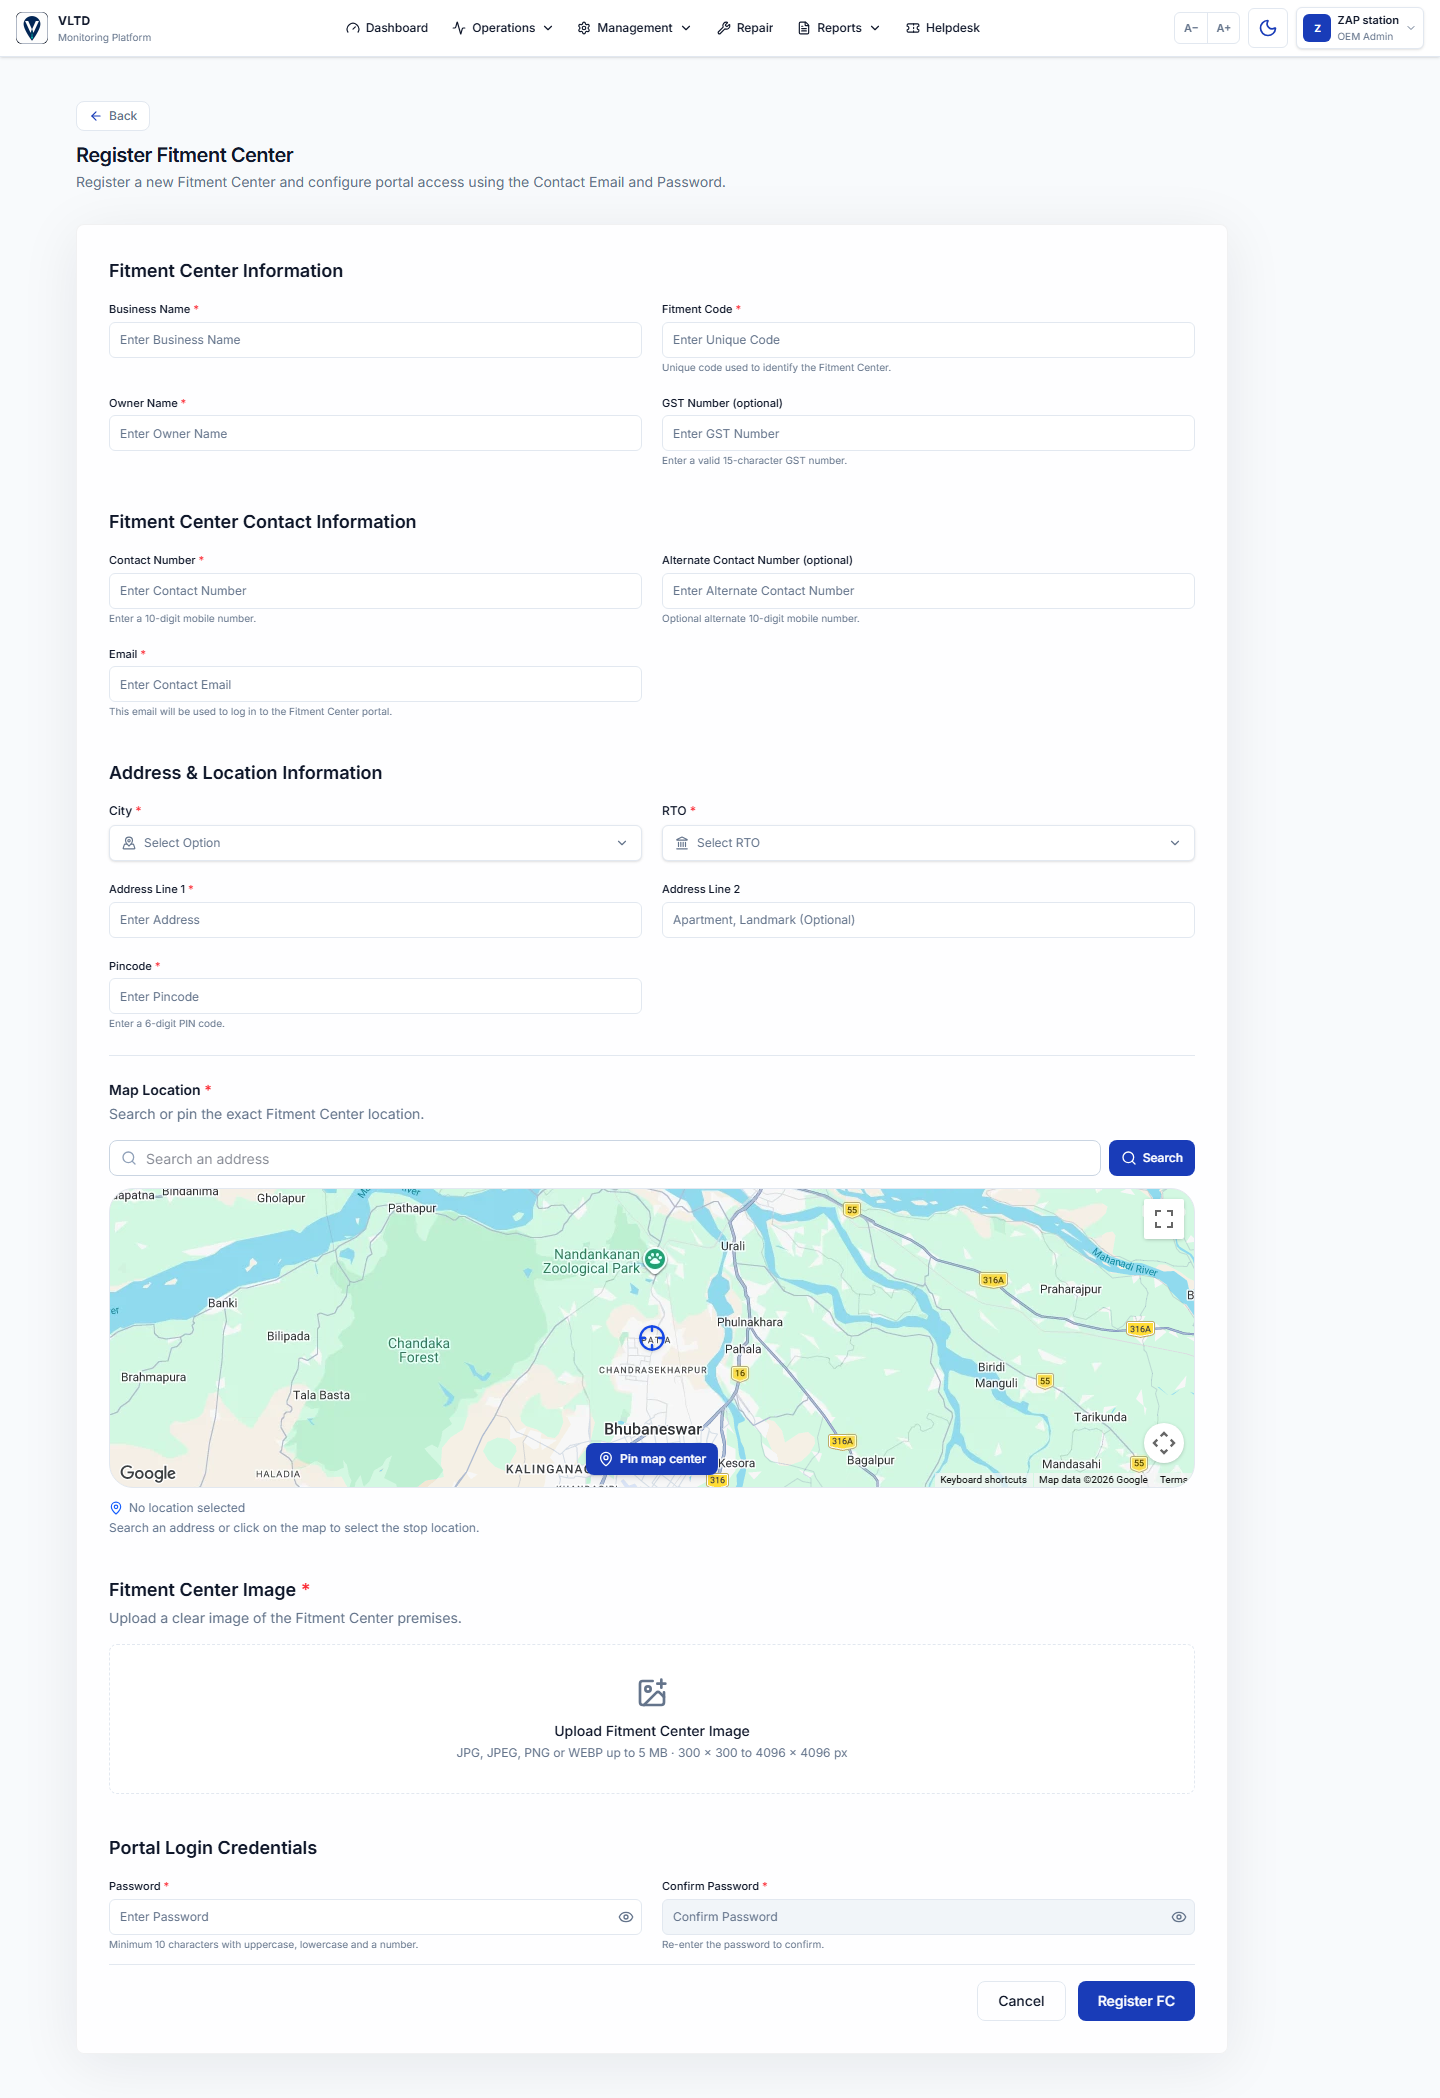 VLTD
Monitoring Platform
Dashboard
Operations
Management
Repair
Reports
Helpdesk
A−
A+
Z
ZAP station
OEM Admin
Back
Register Fitment Center
Register a new Fitment Center and configure portal access using the Contact Email and Password.
Fitment Center Information
Business Name *
Fitment Code *
Enter Business Name
Enter Unique Code
Unique code used to identify the Fitment Center.
Owner Name *
GST Number (optional)
Enter Owner Name
Enter GST Number
Enter a valid 15-character GST number.
Fitment Center Contact Information
Contact Number *
Alternate Contact Number (optional)
Enter Contact Number
Enter Alternate Contact Number
Enter a 10-digit mobile number.
Optional alternate 10-digit mobile number.
Email *
Enter Contact Email
This email will be used to log in to the Fitment Center portal.
Address & Location Information
City *
RTO *
Select Option
Select RTO
Address Line 1 *
Address Line 2
Enter Address
Apartment, Landmark (Optional)
Pincode *
Enter Pincode
Enter a 6-digit PIN code.
Map Location *
Search or pin the exact Fitment Center location.
Search an address
Search
Bindanima
Gholapur
Pathapur
55
Urali
Nandankanan
Zoological Park
Mahanadi River
316A
Praharajpur
Banki
Phulnakhara
316A
Bilipada
Chandaka
Forest
Pahala
CHANDRASEKHARPUR
Biridi
Brahmapura
16
Manguli
55
Tala Basta
Tarikunda
Bhubaneswar
316A
Pin map center
Kesora
Bagalpur
Mandasahi
55
Google
HALADIA
316
Keyboard shortcuts
Map data ©2026 Google
Terms
No location selected
Search an address or click on the map to select the stop location.
Fitment Center Image *
Upload a clear image of the Fitment Center premises.
Upload Fitment Center Image
JPG, JPEG, PNG or WEBP up to 5 MB · 300 × 300 to 4096 × 4096 px
Portal Login Credentials
Password *
Confirm Password *
Enter Password
Confirm Password
Minimum 10 characters with uppercase, lowercase and a number.
Re-enter the password to confirm.
Cancel
Register FC